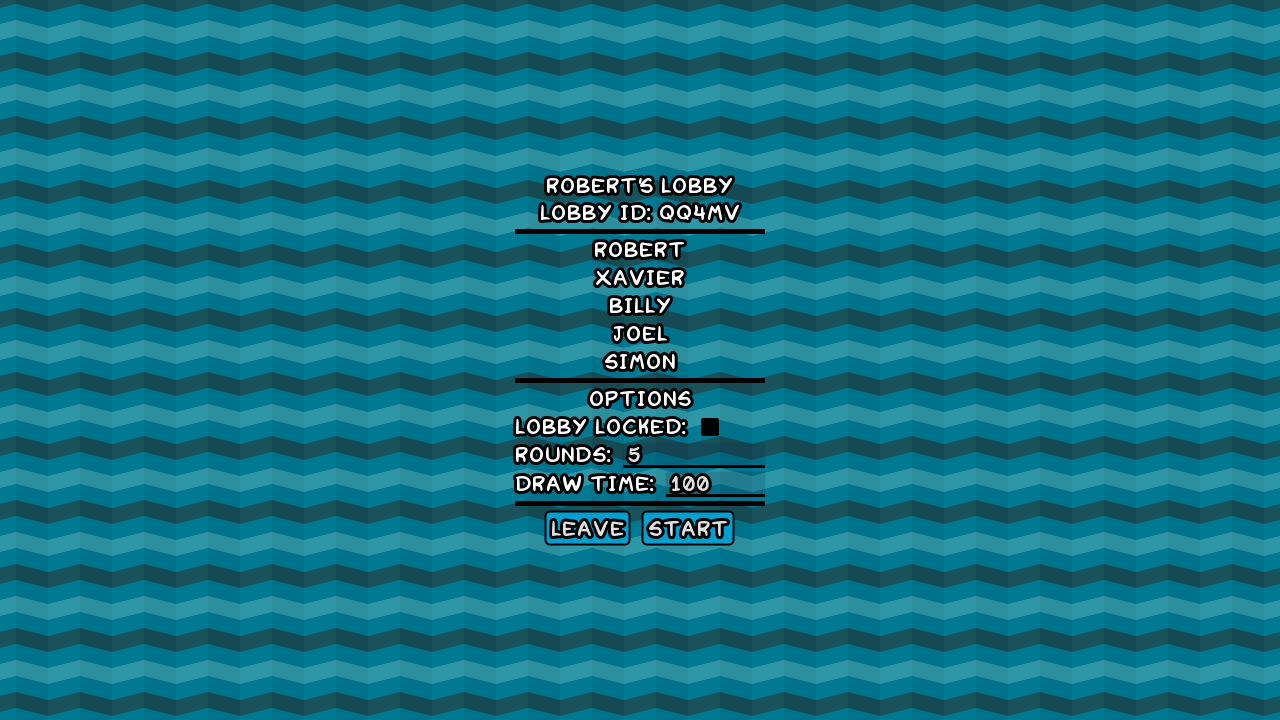 ROBERT'S LOBBY
LOBBY ID: QQ4MV
ROBERT
XAVIER
BILLY
JOEL
SIMON
OPTIONS
LOBBY LOCKED:
ROUNDS: 5
DRAW TIME: 100
LEAVE START